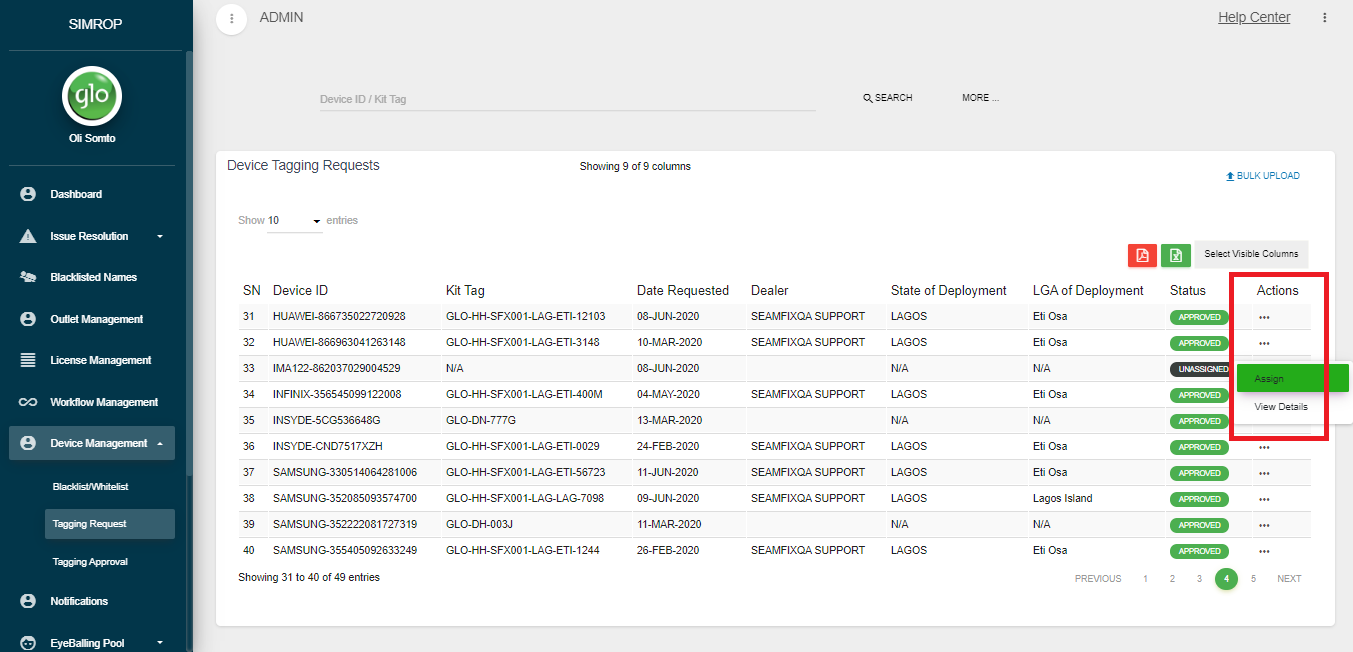 SIMROP
glo
Oli Somto
Dashboard
Issue Resolution
Blacklisted Names
Outlet Management
License Management
Workflow Management
Device Management
Blacklist/Whitelist
Tagging Request
Tagging Approval
Notifications
EyeBalling Pool
ADMIN
Help Center
Device ID / Kit Tag
SEARCH
MORE ...
Device Tagging Requests
Showing 9 of 9 columns
BULK UPLOAD
Show 10 entries
Select Visible Columns
SN Device ID Kit Tag Date Requested Dealer State of Deployment LGA of Deployment Status Actions
31 HUAWEI-866735022720928 GLO-HH-SFX001-LAG-ETI-12103 08-JUN-2020 SEAMFIXQA SUPPORT LAGOS Eti Osa APPROVED
32 HUAWEI-866963041263148 GLO-HH-SFX001-LAG-ETI-3148 10-MAR-2020 SEAMFIXQA SUPPORT LAGOS Eti Osa APPROVED
33 IMA122-862037029004529 N/A 08-JUN-2020 N/A N/A UNASSIGNED
Assign
34 INFINIX-356545099122008 GLO-HH-SFX001-LAG-ETI-400M 04-MAY-2020 SEAMFIXQA SUPPORT LAGOS Eti Osa APPROVED
View Details
35 INSYDE-5CG536648G GLO-DN-777G 13-MAR-2020 N/A N/A APPROVED
36 INSYDE-CND7517XZH GLO-HH-SFX001-LAG-ETI-0029 24-FEB-2020 SEAMFIXQA SUPPORT LAGOS Eti Osa APPROVED
37 SAMSUNG-330514064281006 GLO-HH-SFX001-LAG-ETI-56723 11-JUN-2020 SEAMFIXQA SUPPORT LAGOS Eti Osa APPROVED
38 SAMSUNG-352085093574700 GLO-HH-SFX001-LAG-LAG-7098 09-JUN-2020 SEAMFIXQA SUPPORT LAGOS Lagos Island APPROVED
39 SAMSUNG-352222081727319 GLO-DH-003J 11-MAR-2020 N/A N/A APPROVED
40 SAMSUNG-355405092633249 GLO-HH-SFX001-LAG-ETI-1244 26-FEB-2020 SEAMFIXQA SUPPORT LAGOS Eti Osa APPROVED
Showing 31 to 40 of 49 entries
PREVIOUS 1 2 3 4 5 NEXT